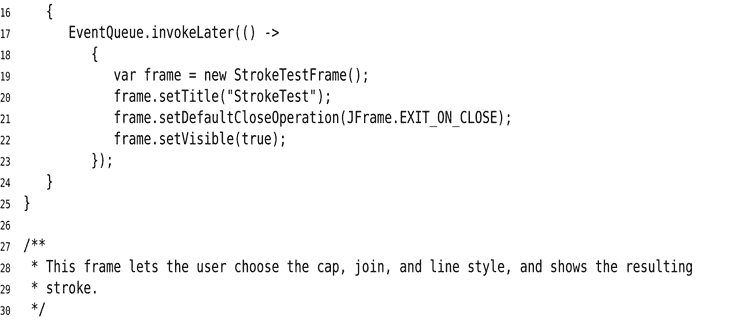 16    {
17       EventQueue.invokeLater(() ->
18          {
19             var frame = new StrokeTestFrame();
20             frame.setTitle("StrokeTest");
21             frame.setDefaultCloseOperation(JFrame.EXIT_ON_CLOSE);
22             frame.setVisible(true);
23          });
24    }
25 }
26
27 /**
28  * This frame lets the user choose the cap, join, and line style, and shows the resulting
29  * stroke.
30  */